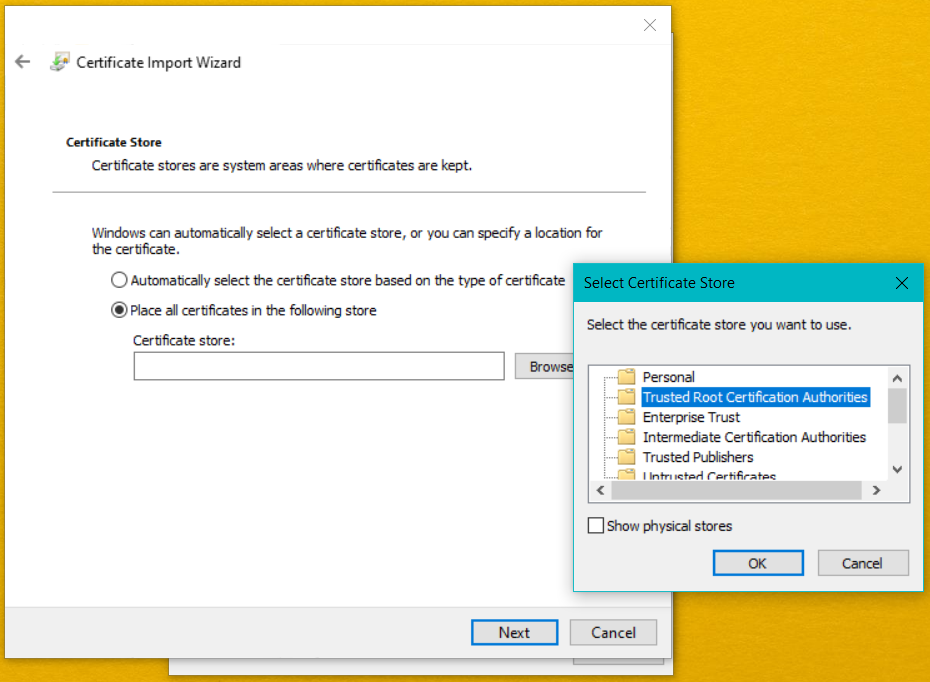 Certificate Import Wizard
Certificate Store
Certificate stores are system areas where certificates are kept.
Windows can automatically select a certificate store, or you can specify a location for
the certificate.
Automatically select the certificate store based on the type of certificate
Place all certificates in the following store
Certificate store:
Browse
Next
Cancel
Select Certificate Store
Select the certificate store you want to use.
Personal
Trusted Root Certification Authorities
Enterprise Trust
Intermediate Certification Authorities
Trusted Publishers
Untrusted Certificates
Show physical stores
OK
Cancel